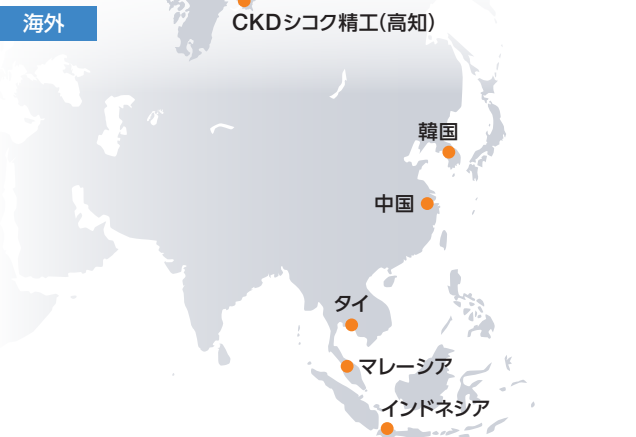 海外
CKDシコク精工(高知)
韓国
中国
タイ
マレーシア
インドネシア